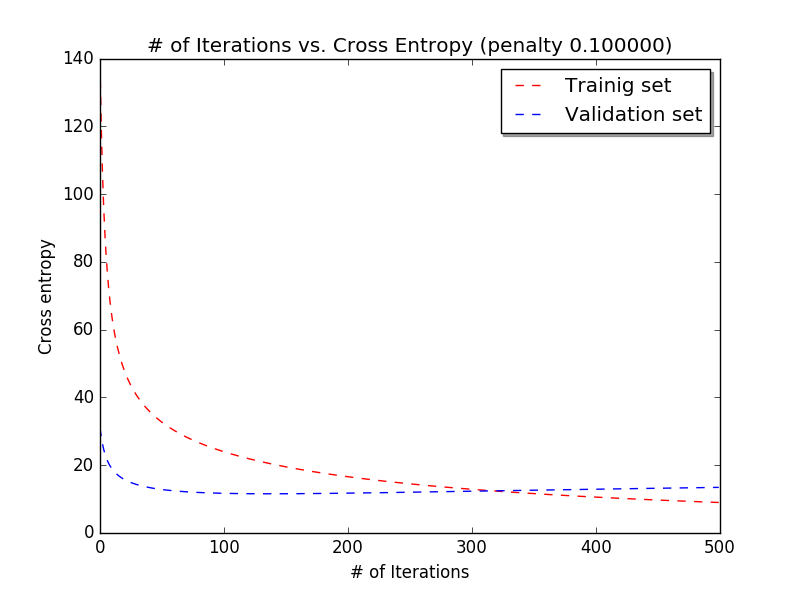 # of Iterations vs. Cross Entropy (penalty 0.100000)
140
120
100
80
60
40
20
0
Cross entropy
Trainig set
Validation set
0 100 200 300 400 500
# of Iterations